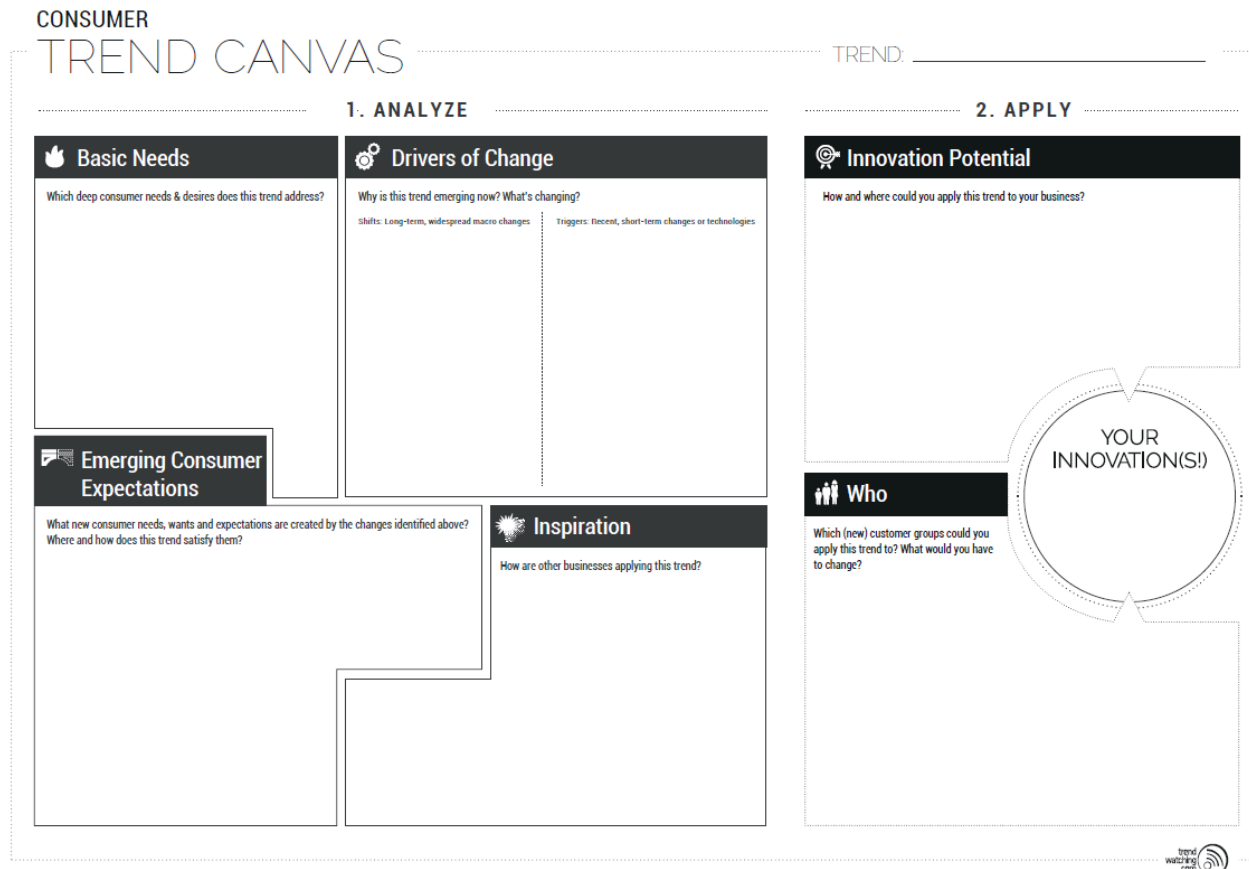 CONSUMER
TREND CANVAS
TREND:
1. ANALYZE
2. APPLY
Basic Needs
Which deep consumer needs & desires does this trend address?
Drivers of Change
Why is this trend emerging now? What's changing?
Shifts: Long-term, widespread macro changes
Triggers: Recent, short-term changes or technologies
Innovation Potential
How and where could you apply this trend to your business?
Emerging Consumer
Expectations
What new consumer needs, wants and expectations are created by the changes identified above?
Where and how does this trend satisfy them?
Inspiration
How are other businesses applying this trend?
YOUR
INNOVATION(S!)
Who
Which (new) customer groups could you
apply this trend to? What would you have
to change?
trend
watching
com